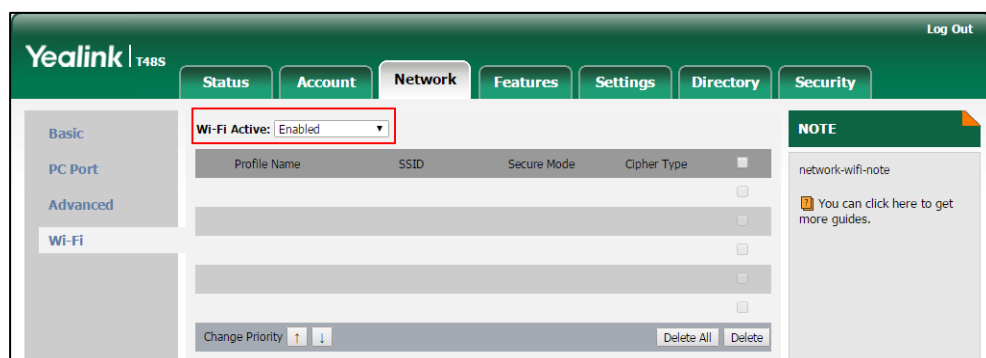 Log Out
Yealink T48S
Status Account Network Features Settings Directory Security
Basic
PC Port
Advanced
Wi-Fi
Wi-Fi Active: Enabled
Profile Name SSID Secure Mode Cipher Type
Change Priority ↑ ↓ Delete All Delete
NOTE
network-wifi-note
? You can click here to get
more guides.